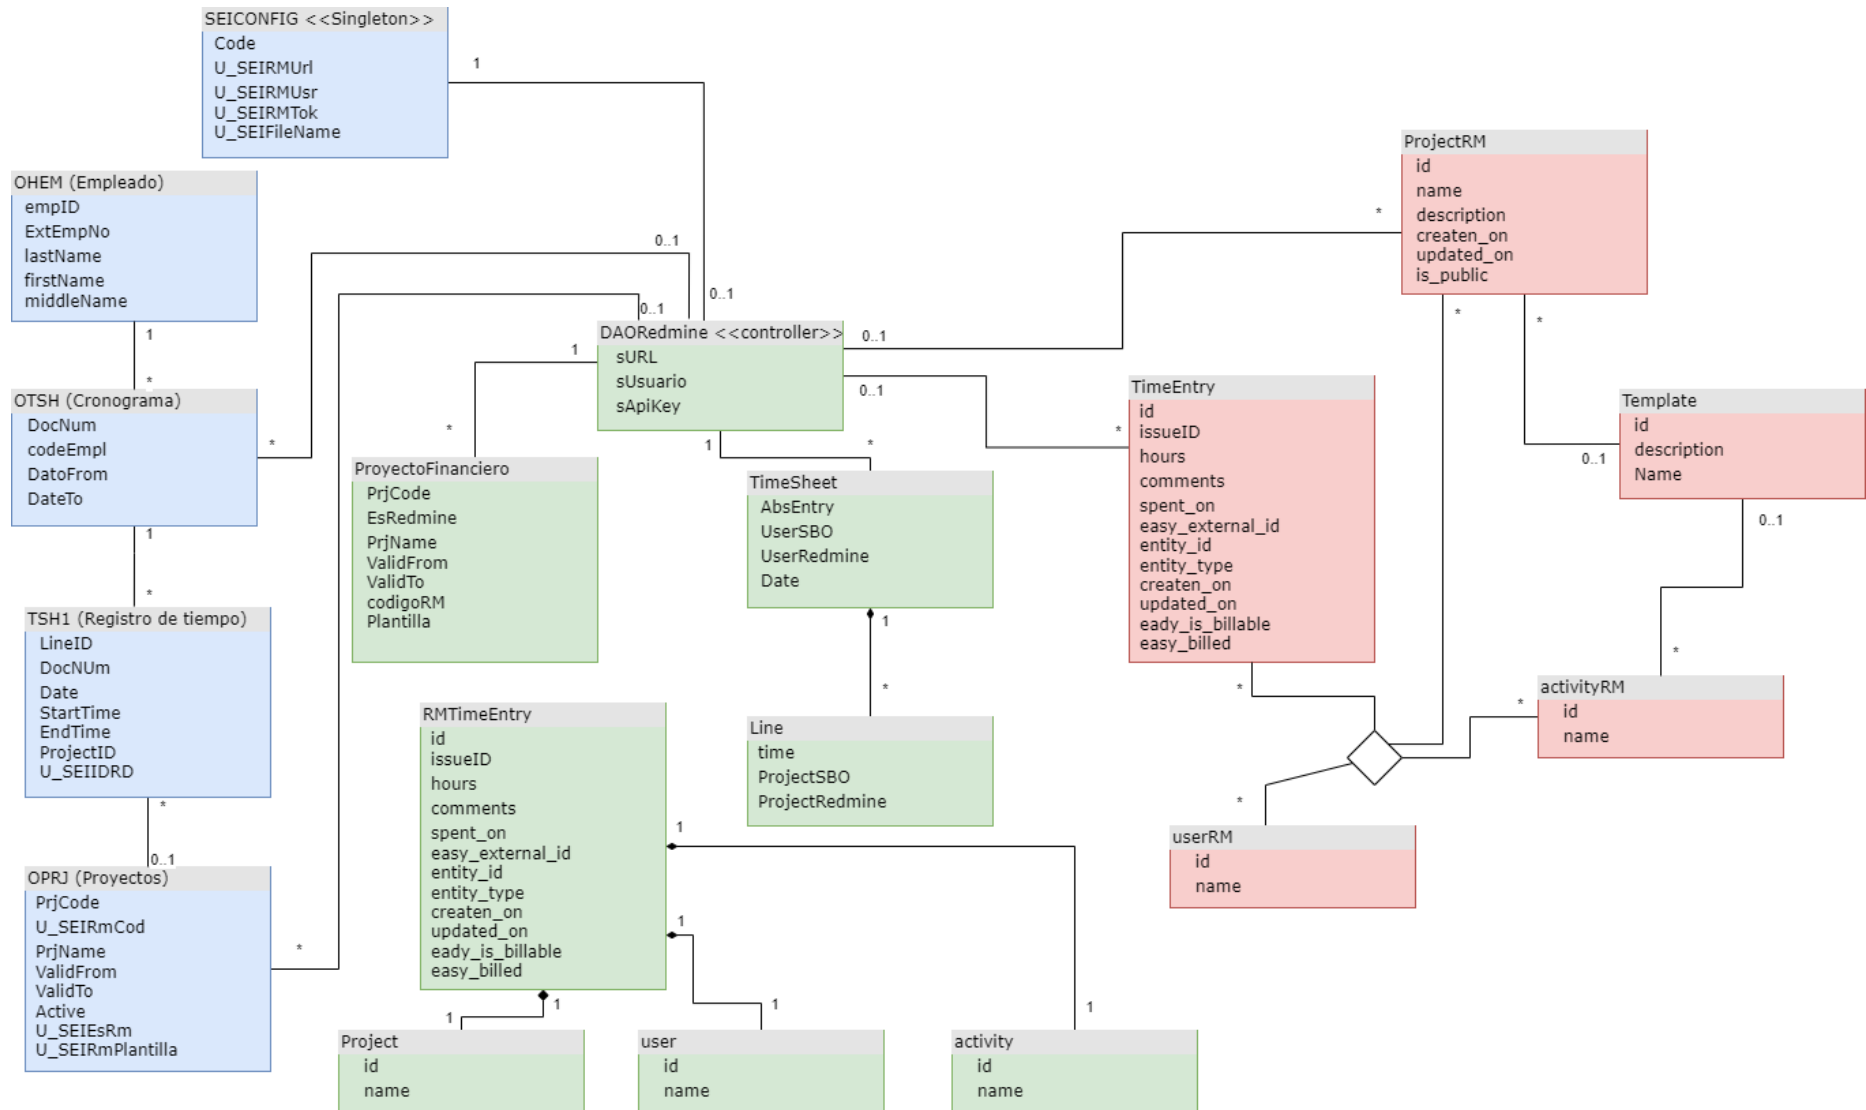 SEICONFIG <<Singleton>>
Code
U_SEIRMUrl
U_SEIRMUsr
U_SEIRMTok
U_SEIFileName
1
OHEM (Empleado)
empID
ExtEmpNo
lastName
firstName
middleName
1
*
OTSH (Cronograma)
DocNum
codeEmpl
DatoFrom
DateTo
*
1
*
TSH1 (Registro de tiempo)
LineID
DocNUm
Date
StartTime
EndTime
ProjectID
U_SEIIDRD
*
0..1
OPRJ (Proyectos)
PrjCode
U_SEIRmCod
PrjName
ValidFrom
ValidTo
Active
U_SEIEsRm
U_SEIRmPlantilla
*
0..1
0..1
0..1
DAORedmine <<controller>>
sURL
sUsuario
sApiKey
1
*
1
*
0..1
0..1
ProyectoFinanciero
PrjCode
EsRedmine
PrjName
ValidFrom
ValidTo
codigoRM
Plantilla
TimeSheet
AbsEntry
UserSBO
UserRedmine
Date
1
*
Line
time
ProjectSBO
ProjectRedmine
RMTimeEntry
id
issueID
hours
comments
spent_on
easy_external_id
entity_id
entity_type
createn_on
updated_on
eady_is_billable
easy_billed
1
1
1
1
1
1
Project
id
name
user
id
name
activity
id
name
*
ProjectRM
id
name
description
createn_on
updated_on
is_public
*
*
*
TimeEntry
id
issueID
hours
comments
spent_on
easy_external_id
entity_id
entity_type
createn_on
updated_on
eady_is_billable
easy_billed
*
Template
id
description
Name
0..1
0..1
*
activityRM
id
name
*
*
userRM
id
name